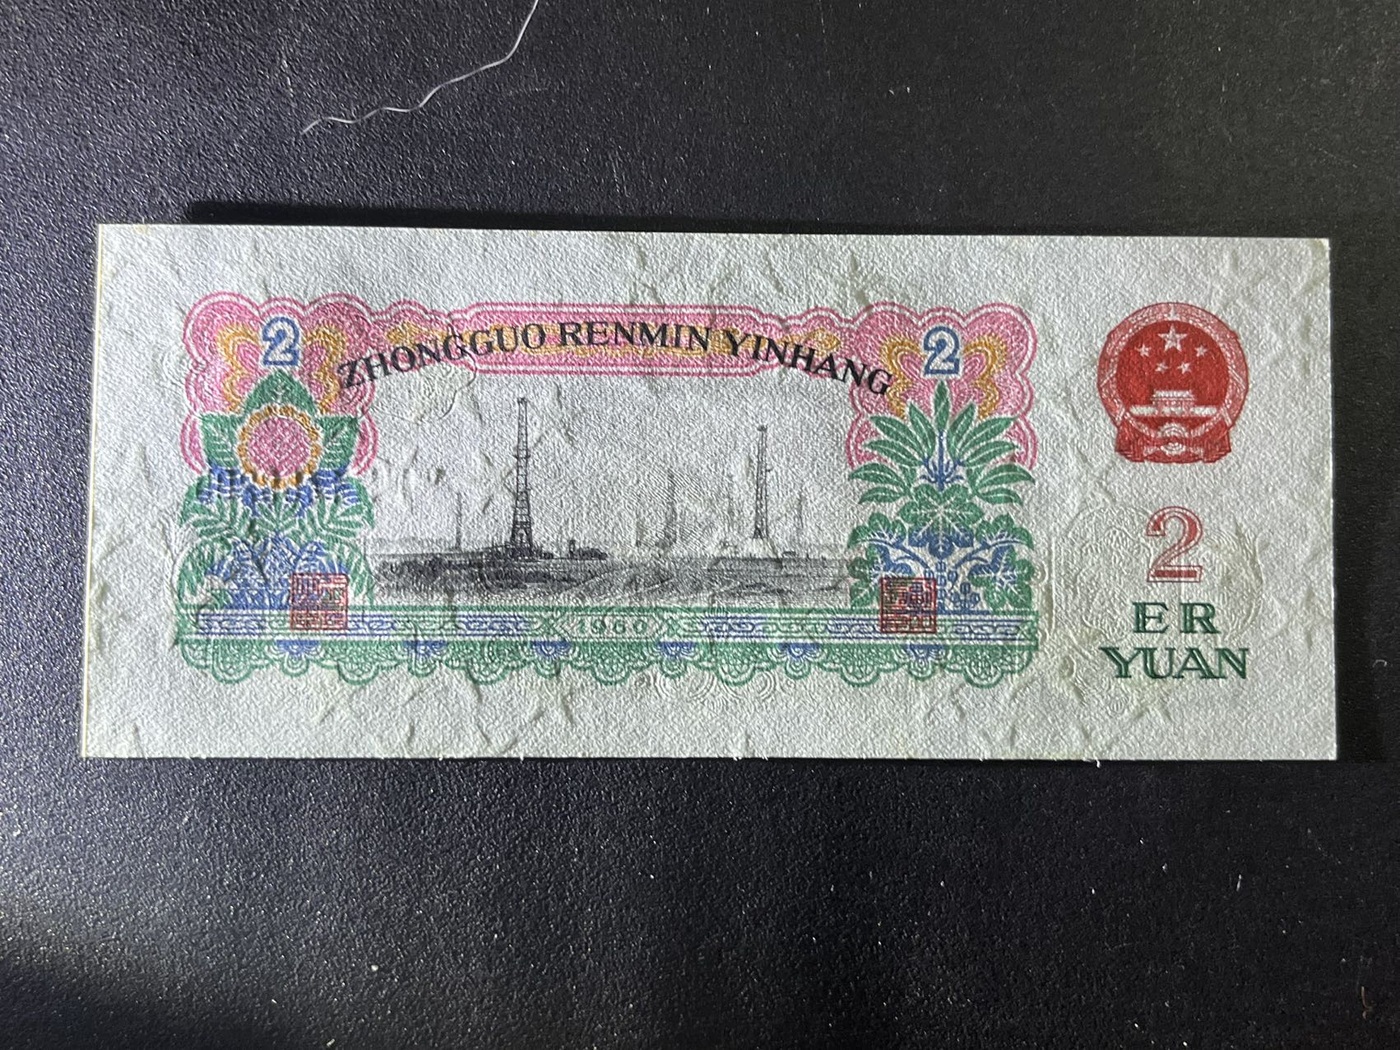 ZHONGGUO RENMIN YINHANG
2
2
1960
2
ER
YUAN